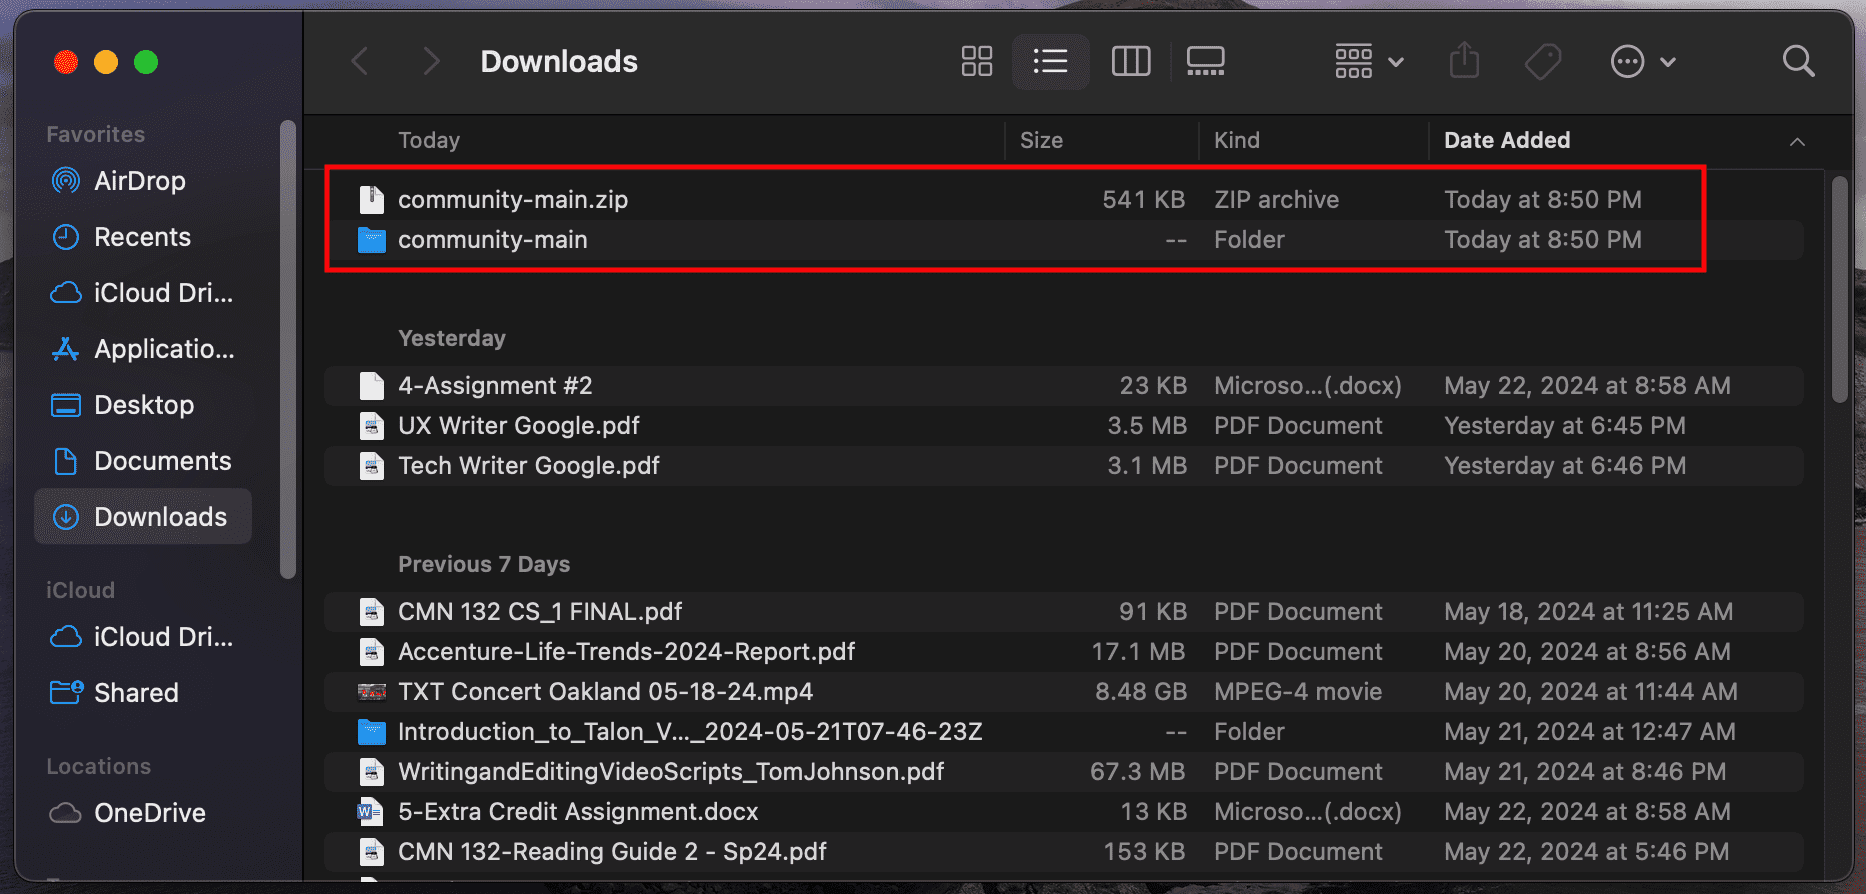 Downloads
Favorites
AirDrop
Recents
iCloud Dri...
Applicatio...
Desktop
Documents
Downloads
iCloud
iCloud Dri...
Shared
Locations
OneDrive
Today Size Kind Date Added
community-main.zip 541 KB ZIP archive Today at 8:50 PM
community-main -- Folder Today at 8:50 PM
Yesterday
4-Assignment #2 23 KB Microso...(.docx) May 22, 2024 at 8:58 AM
UX Writer Google.pdf 3.5 MB PDF Document Yesterday at 6:45 PM
Tech Writer Google.pdf 3.1 MB PDF Document Yesterday at 6:46 PM
Previous 7 Days
CMN 132 CS_1 FINAL.pdf 91 KB PDF Document May 18, 2024 at 11:25 AM
Accenture-Life-Trends-2024-Report.pdf 17.1 MB PDF Document May 20, 2024 at 8:56 AM
TXT Concert Oakland 05-18-24.mp4 8.48 GB MPEG-4 movie May 20, 2024 at 11:44 AM
Introduction_to_Talon_V..._2024-05-21T07-46-23Z -- Folder May 21, 2024 at 12:47 AM
WritingandEditingVideoScripts_TomJohnson.pdf 67.3 MB PDF Document May 21, 2024 at 8:46 PM
5-Extra Credit Assignment.docx 13 KB Microso...(.docx) May 22, 2024 at 8:58 AM
CMN 132-Reading Guide 2 - Sp24.pdf 153 KB PDF Document May 22, 2024 at 5:46 PM